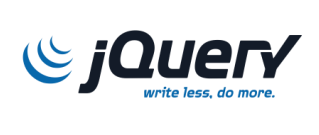 jQuery
write less, do more.